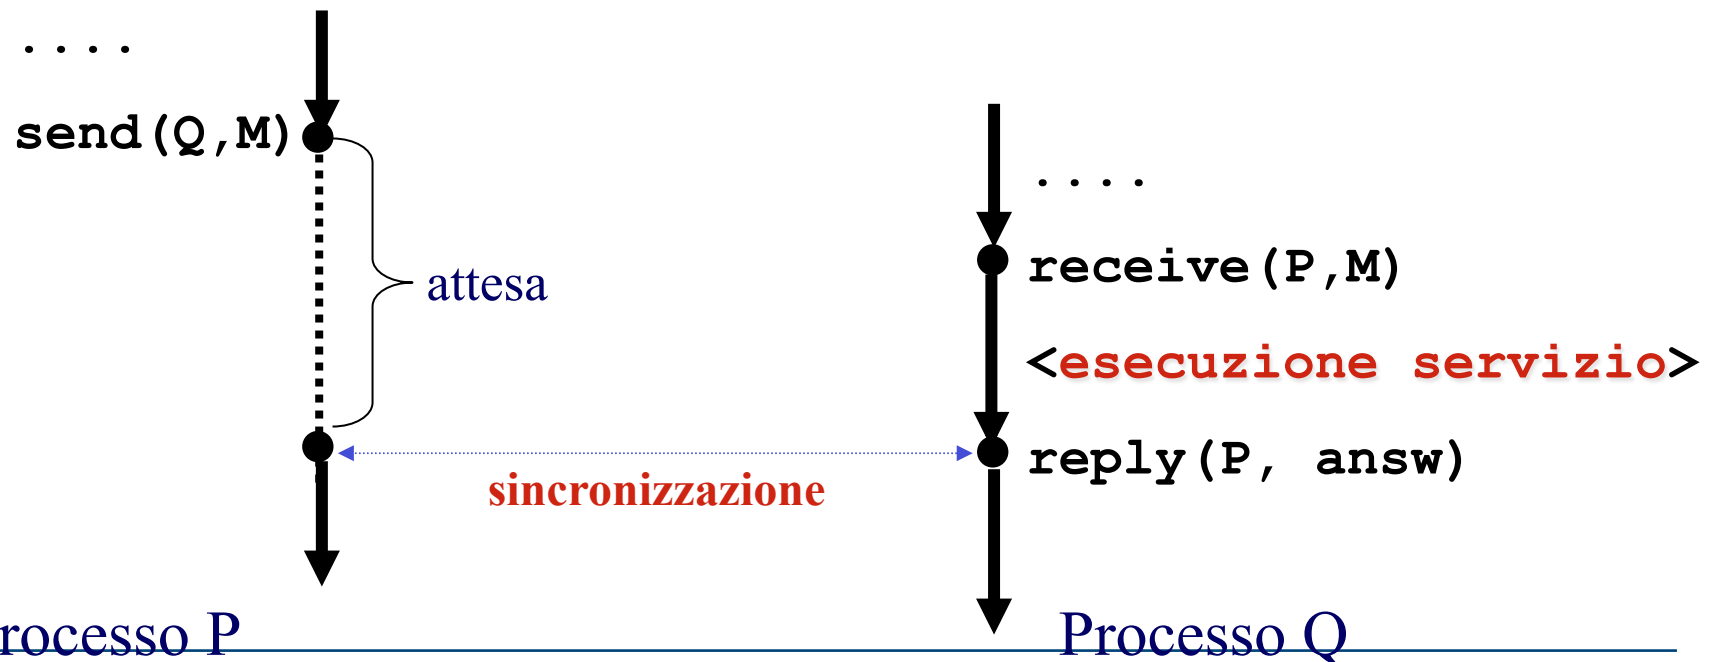 . . . .
send(Q,M)
attesa
. . . .
receive(P,M)
<esecuzione servizio>
reply(P, answ)
sincronizzazione
rocesso P
Processo Q